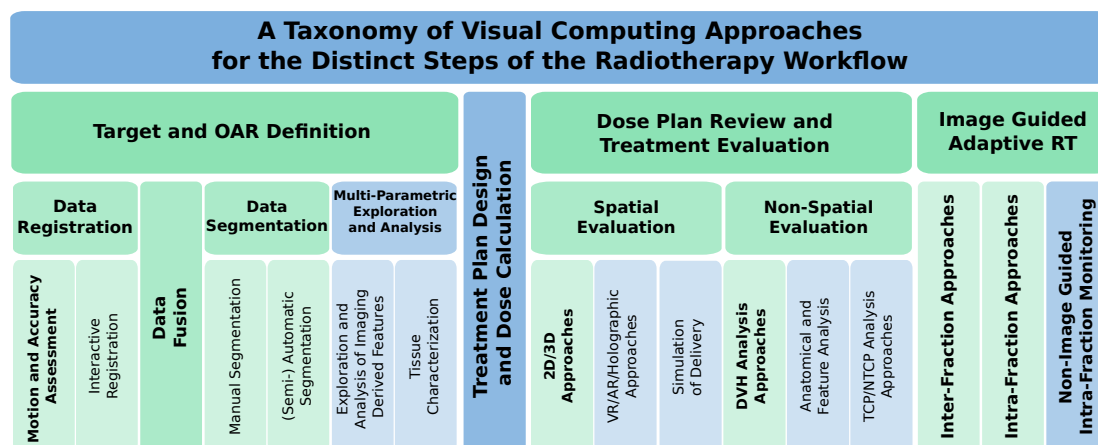 A Taxonomy of Visual Computing Approaches
for the Distinct Steps of the Radiotherapy Workflow
Target and OAR Definition
Treatment Plan Design
and Dose Calculation
Dose Plan Review and
Treatment Evaluation
Image Guided
Adaptive RT
Data
Registration
Data
Fusion
Data
Segmentation
Multi-Parametric
Exploration
and Analysis
Spatial
Evaluation
Non-Spatial
Evaluation
Inter-Fraction Approaches
Intra-Fraction Approaches
Non-Image Guided
Intra-Fraction Monitoring
Motion and Accuracy
Assessment
Interactive
Registration
Manual Segmentation
(Semi-) Automatic
Segmentation
Exploration and
Analysis of Imaging
Derived Features
Tissue
Characterization
2D/3D
Approaches
VR/AR/Holographic
Approaches
Simulation
of Delivery
DVH Analysis
Approaches
Anatomical and
Feature Analysis
TCP/NTCP Analysis
Approaches